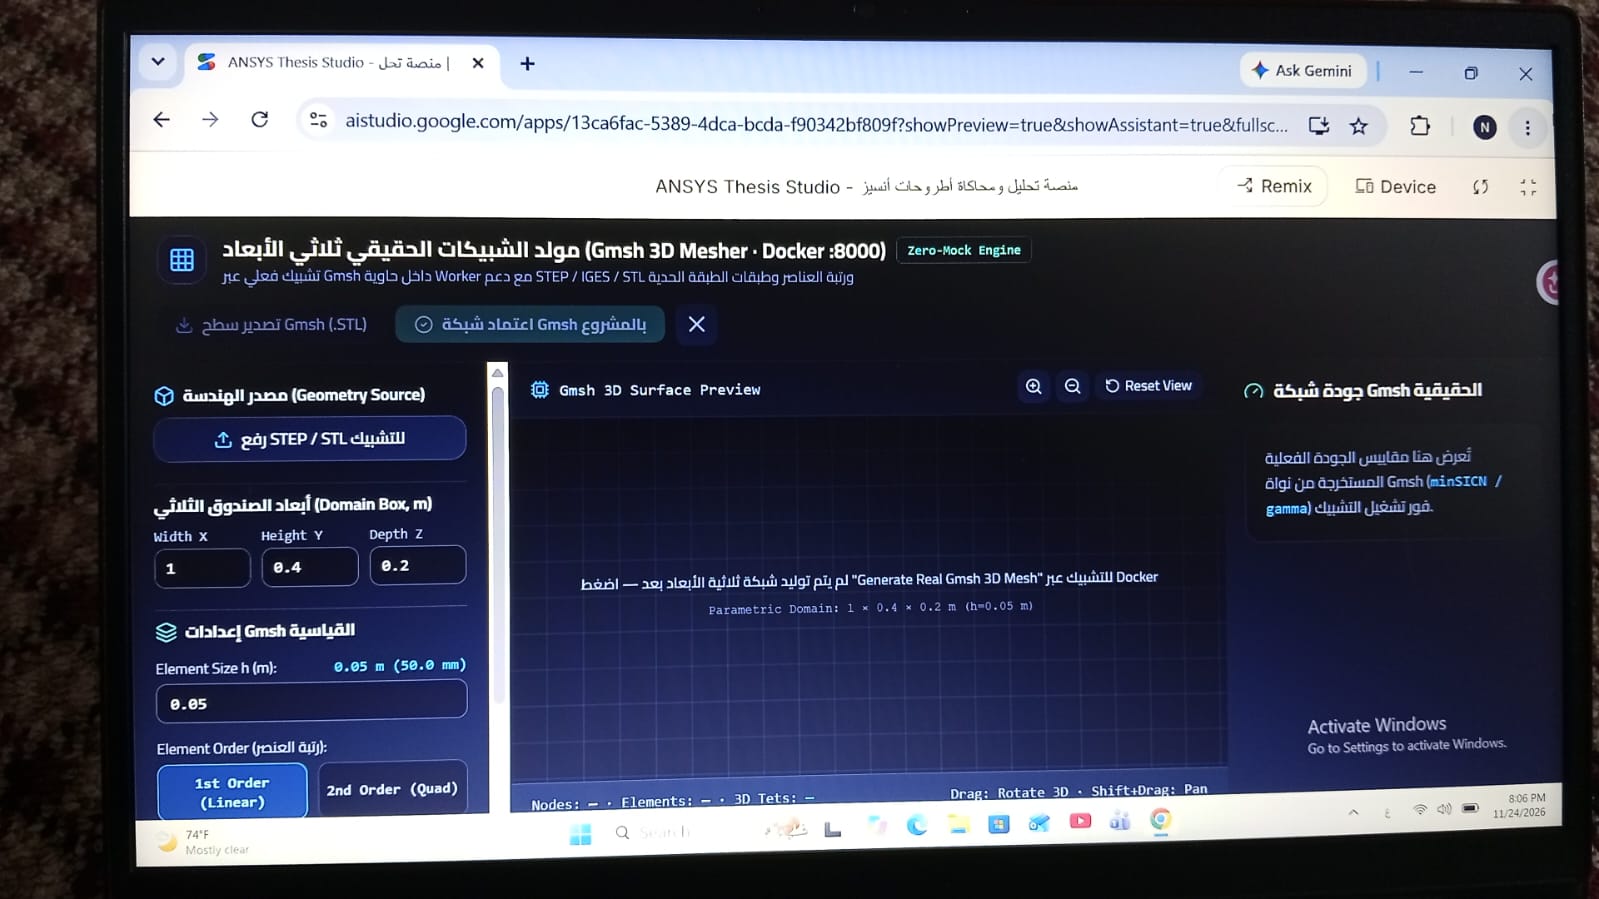 ANSYS Thesis Studio - منصة تحل |
Ask Gemini
aistudio.google.com/apps/13ca6fac-5389-4dca-bcda-f90342bf809f?showPreview=true&showAssistant=true&fullsc...
N
ANSYS Thesis Studio - منصة تحليل ومحاكاة أطروحات أنسيز
Remix
Device
مولد الشبيكات الحقيقي ثلاثي الأبعاد (Gmsh 3D Mesher · Docker :8000)
Zero-Mock Engine
تشبيك فعلي عبر Gmsh داخل حاوية Worker مع دعم STEP / IGES / STL ورتبة العناصر وطبقات الطبقة الحدية
تصدير سطح Gmsh (.STL)
اعتماد شبكة Gmsh بالمشروع
مصدر الهندسة (Geometry Source)
رفع STEP / STL للتشبيك
أبعاد الصندوق الثلاثي (Domain Box, m)
Width X
Height Y
Depth Z
1
0.4
0.2
إعدادات Gmsh القياسية
Element Size h (m):
0.05 m (50.0 mm)
0.05
Element Order (رتبة العنصر):
1st Order
(Linear)
2nd Order (Quad)
Gmsh 3D Surface Preview
Reset View
لم يتم توليد شبكة ثلاثية الأبعاد بعد — اضغط "Generate Real Gmsh 3D Mesh" للتشبيك عبر Docker
Parametric Domain: 1 × 0.4 × 0.2 m (h=0.05 m)
Nodes: — · Elements: — · 3D Tets: —
Drag: Rotate 3D · Shift+Drag: Pan
جودة شبكة Gmsh الحقيقية
تُعرض هنا مقاييس الجودة الفعلية
المستخرجة من نواة Gmsh (minSICN /
gamma) فور تشغيل التشبيك.
Activate Windows
Go to Settings to activate Windows.
74°F
Mostly clear
Search
ع
8:06 PM
11/24/2026